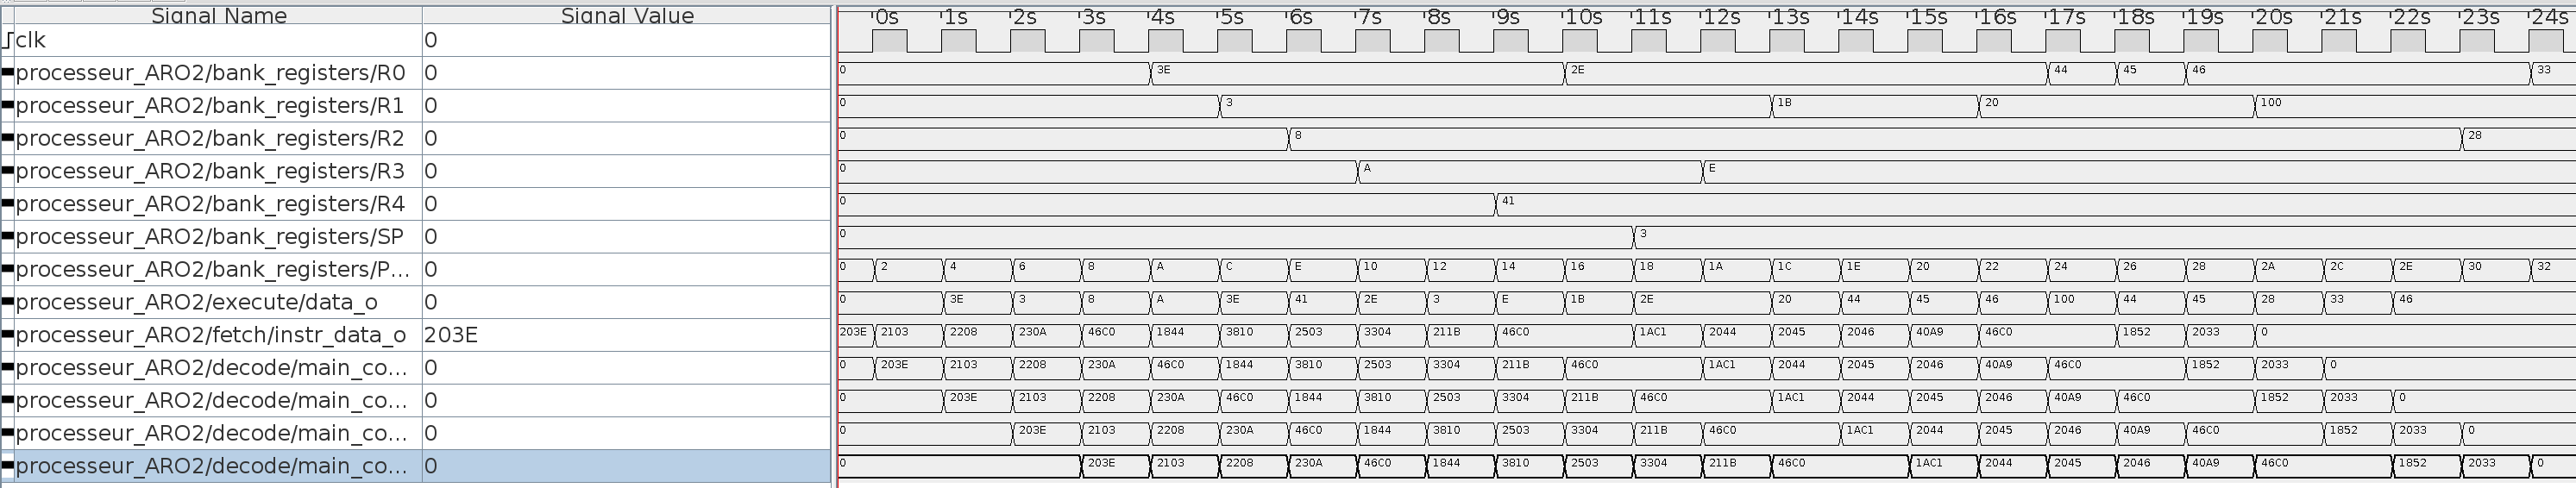 Signal Name Signal Value 0s 1s 2s 3s 4s 5s 6s 7s 8s 9s 10s 11s 12s 13s 14s 15s 16s 17s 18s 19s 20s 21s 22s 23s 24s
clk 0
processeur_ARO2/bank_registers/R0 0 0 3E 2E 44 45 46 33
processeur_ARO2/bank_registers/R1 0 0 3 1B 20 100
processeur_ARO2/bank_registers/R2 0 0 8 28
processeur_ARO2/bank_registers/R3 0 0 A E
processeur_ARO2/bank_registers/R4 0 0 41
processeur_ARO2/bank_registers/SP 0 0 3
processeur_ARO2/bank_registers/P... 0 0 2 4 6 8 A C E 10 12 14 16 18 1A 1C 1E 20 22 24 26 28 2A 2C 2E 30 32
processeur_ARO2/execute/data_o 0 0 3E 3 8 A 3E 41 2E 3 E 1B 2E 20 44 45 46 100 44 45 28 33 46
processeur_ARO2/fetch/instr_data_o 203E 203E 2103 2208 230A 46C0 1844 3810 2503 3304 211B 46C0 1AC1 2044 2045 2046 40A9 46C0 1852 2033 0
processeur_ARO2/decode/main_co... 0 0 203E 2103 2208 230A 46C0 1844 3810 2503 3304 211B 46C0 1AC1 2044 2045 2046 40A9 46C0 1852 2033 0
processeur_ARO2/decode/main_co... 0 0 203E 2103 2208 230A 46C0 1844 3810 2503 3304 211B 46C0 1AC1 2044 2045 2046 40A9 46C0 1852 2033 0
processeur_ARO2/decode/main_co... 0 0 203E 2103 2208 230A 46C0 1844 3810 2503 3304 211B 46C0 1AC1 2044 2045 2046 40A9 46C0 1852 2033 0
processeur_ARO2/decode/main_co... 0 0 203E 2103 2208 230A 46C0 1844 3810 2503 3304 211B 46C0 1AC1 2044 2045 2046 40A9 46C0 1852 2033 0